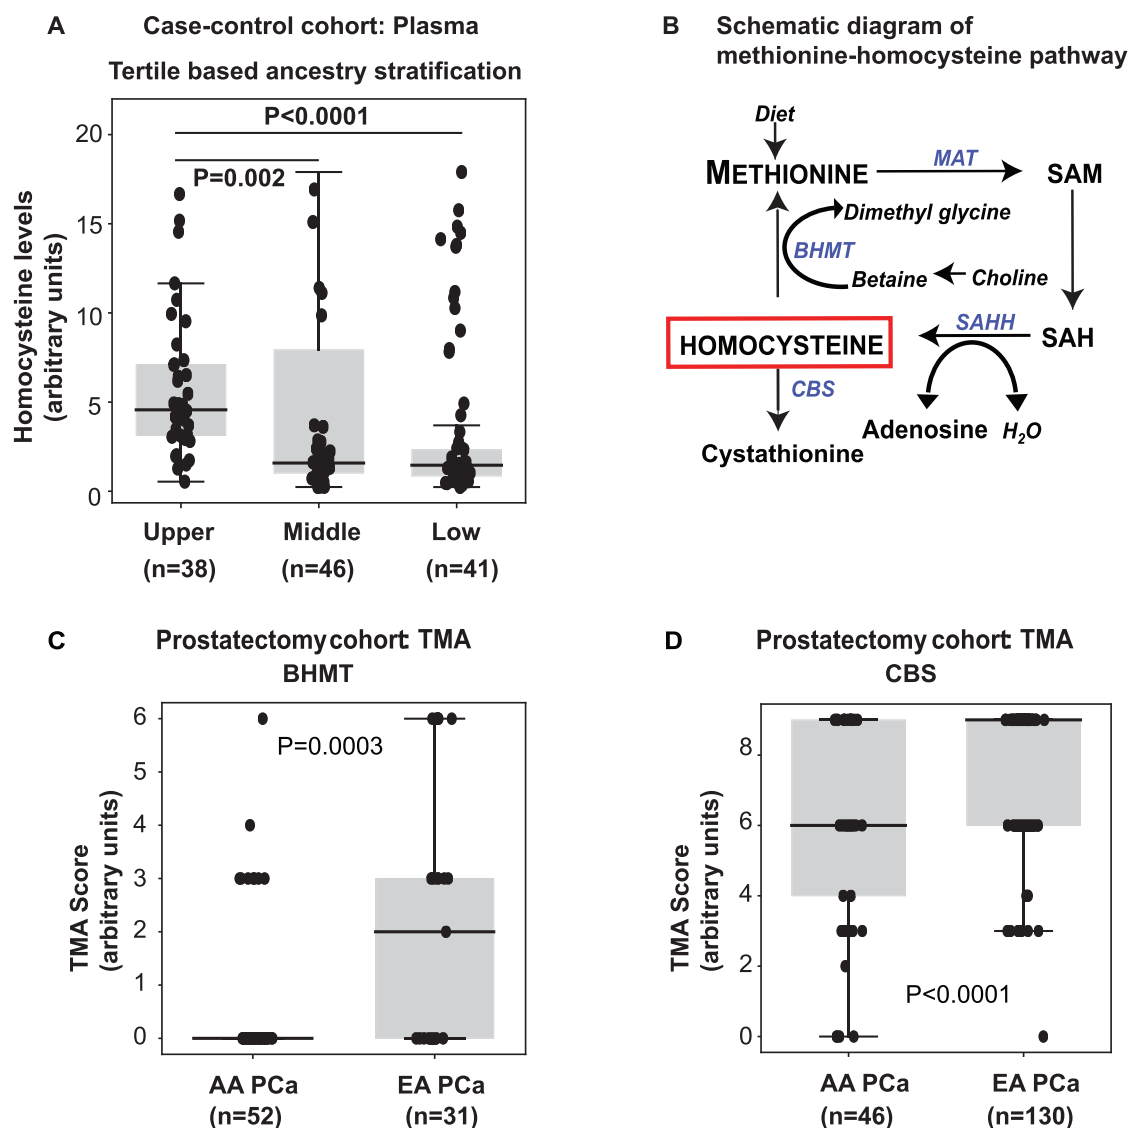 A
Case-control cohort: Plasma
Tertile based ancestry stratification
P<0.0001
P=0.002
Homocysteine levels
(arbitrary units)
20
15
10
5
0
Upper
Middle
Low
(n=38)
(n=46)
(n=41)
B
Schematic diagram of
methionine-homocysteine pathway
Diet
METHIONINE
MAT
SAM
Dimethyl glycine
BHMT
Betaine
Choline
HOMOCYSTEINE
SAHH
SAH
CBS
Adenosine
H2O
Cystathionine
C
Prostatectomy cohort: TMA
BHMT
P=0.0003
TMA Score
(arbitrary units)
6
5
4
3
2
1
0
AA PCa
EA PCa
(n=52)
(n=31)
D
Prostatectomy cohort: TMA
CBS
TMA Score
(arbitrary units)
8
6
4
2
0
P<0.0001
AA PCa
EA PCa
(n=46)
(n=130)